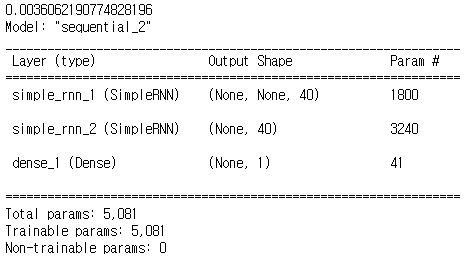 0.0036062190774828196
Model: "sequential_2"
Layer (type) Output Shape Param #
simple_rnn_1 (SimpleRNN) (None, None, 40) 1800
simple_rnn_2 (SimpleRNN) (None, 40) 3240
dense_1 (Dense) (None, 1) 41
Total params: 5,081
Trainable params: 5,081
Non-trainable params: 0